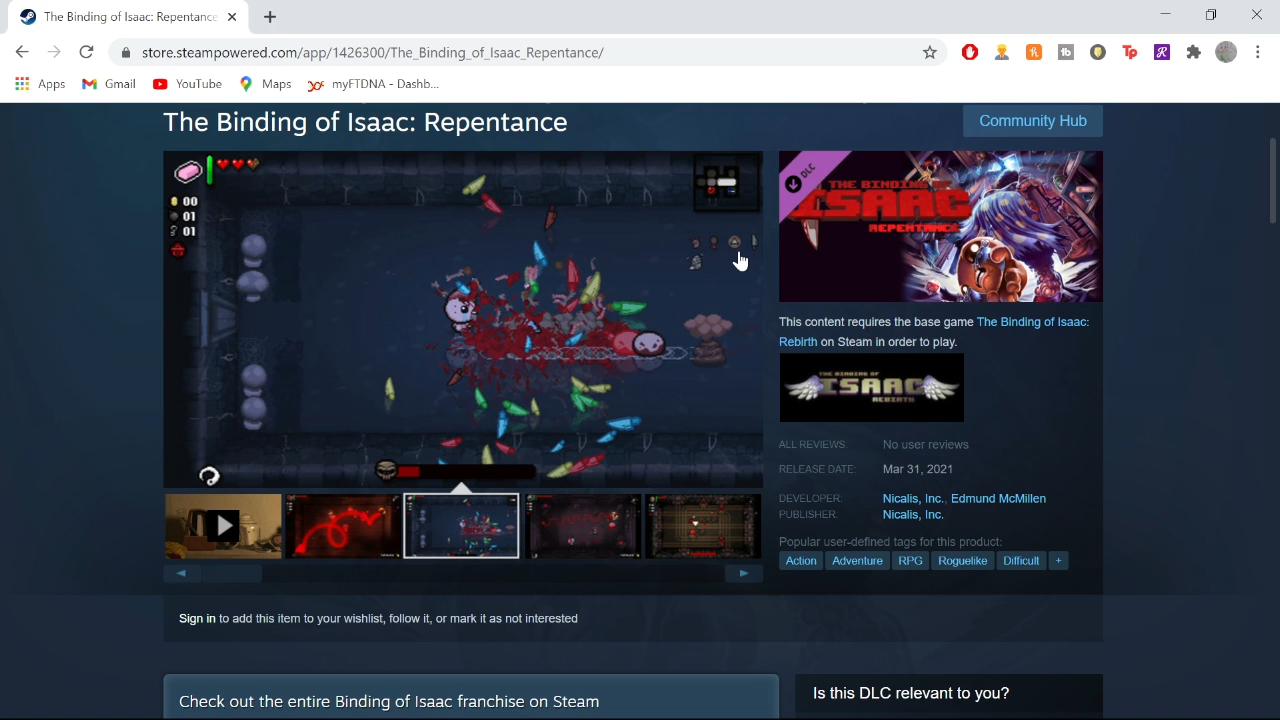 The Binding of Isaac: Repentance
store.steampowered.com/app/1426300/The_Binding_of_Isaac_Repentance/
Apps
Gmail
YouTube
Maps
myFTDNA - Dashb...
The Binding of Isaac: Repentance
Community Hub
00
01
01
DLC
THE BINDING OF
ISAAC
REPENTANCE
This content requires the base game The Binding of Isaac:
Rebirth on Steam in order to play.
THE BINDING OF
ISAAC
REBIRTH
ALL REVIEWS: No user reviews
RELEASE DATE: Mar 31, 2021
DEVELOPER: Nicalis, Inc., Edmund McMillen
PUBLISHER: Nicalis, Inc.
Popular user-defined tags for this product:
Action Adventure RPG Roguelike Difficult +
Sign in to add this item to your wishlist, follow it, or mark it as not interested
Check out the entire Binding of Isaac franchise on Steam
Is this DLC relevant to you?